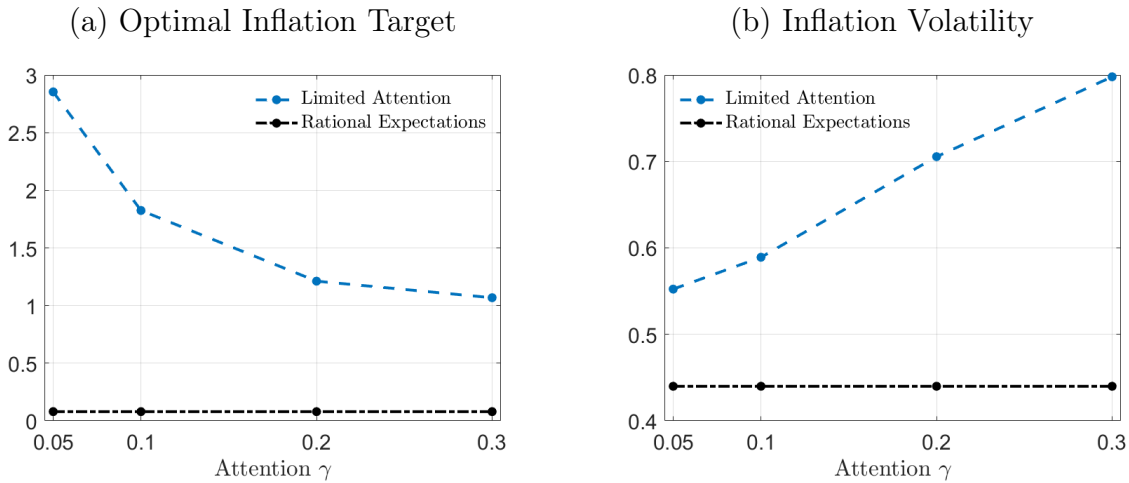 (a) Optimal Inflation Target
3
2.5
2
1.5
1
0.5
0
0.05
0.1
0.2
0.3
Attention γ
Limited Attention
Rational Expectations
(b) Inflation Volatility
0.8
0.7
0.6
0.5
0.4
0.05
0.1
0.2
0.3
Attention γ
Limited Attention
Rational Expectations